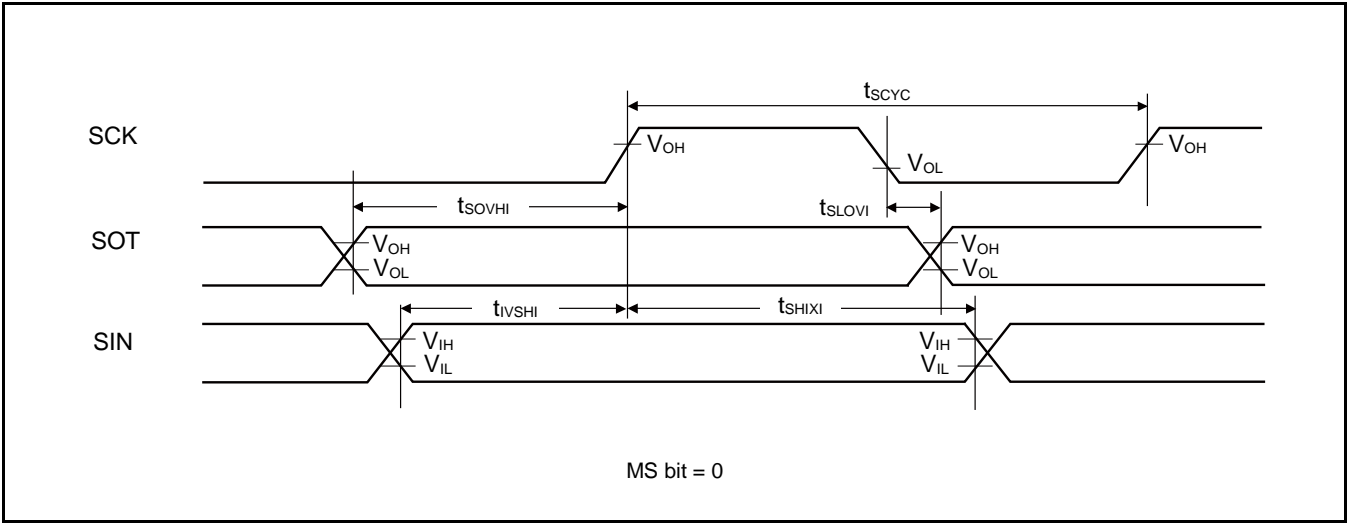 tSCYC
SCK
VOH
VOL
VOH
tSOVHI
tSLOVI
SOT
VOH
VOL
VOH
VOL
tIVSHI
tSHIXI
SIN
VIH
VIL
VIH
VIL
MS bit = 0